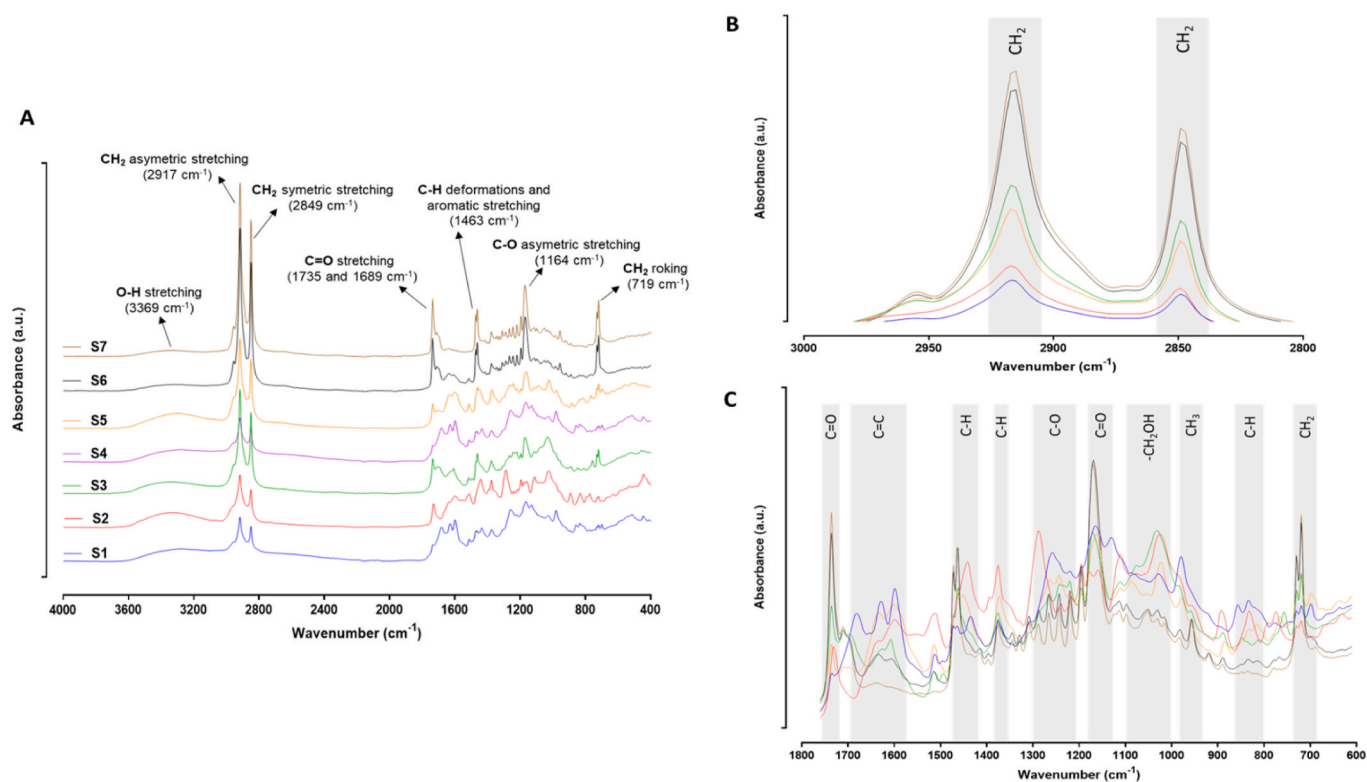 A
Absorbance (a.u.)
CH2 asymetric stretching
(2917 cm-1)
CH2 symetric stretching
(2849 cm-1)
C-H deformations and
aromatic stretching
(1463 cm-1)
C=O stretching
(1735 and 1689 cm-1)
C-O asymetric stretching
(1164 cm-1)
CH2 roking
(719 cm-1)
O-H stretching
(3369 cm-1)
S7
S6
S5
S4
S3
S2
S1
4000 3600 3200 2800 2400 2000 1600 1200 800 400
Wavenumber (cm-1)
B
Absorbance (a.u.)
CH2 CH2
3000 2950 2900 2850 2800
Wavenumber (cm-1)
C
Absorbance (a.u.)
C=O C=C C-H C-H C-O C=O -CH2OH CH3 C-H CH2
1800 1700 1600 1500 1400 1300 1200 1100 1000 900 800 700 600
Wavenumber (cm-1)